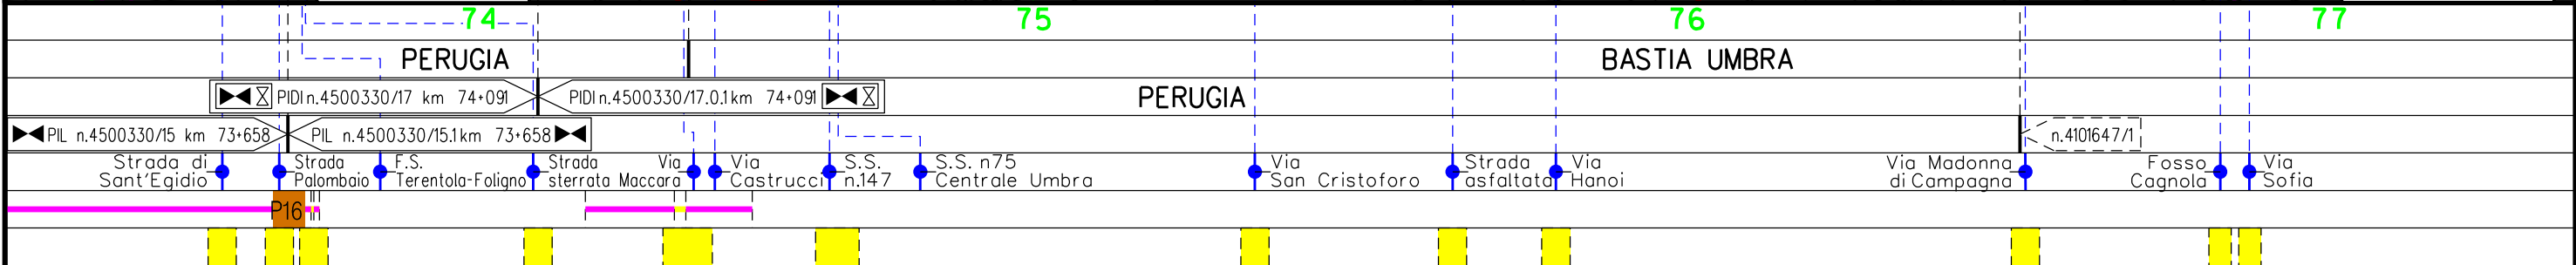 74 75 76 77
PERUGIA BASTIA UMBRA
PIDI n.4500330/17 km 74+091 PIDI n.4500330/17.0.1 km 74+091 PERUGIA
PIL n.4500330/15 km 73+658 PIL n.4500330/15.1 km 73+658 n.4101647/1
Strada di Strada F.S. Strada Via Via S.S. S.S. n75 Via Strada Via Via Madonna Fosso Via
Sant'Egidio Palombaio Terentola-Foligno sterrata Maccara Castrucci n.147 Centrale Umbra San Cristoforo asfaltata Hanoi di Campagna Cagnola Sofia
P16